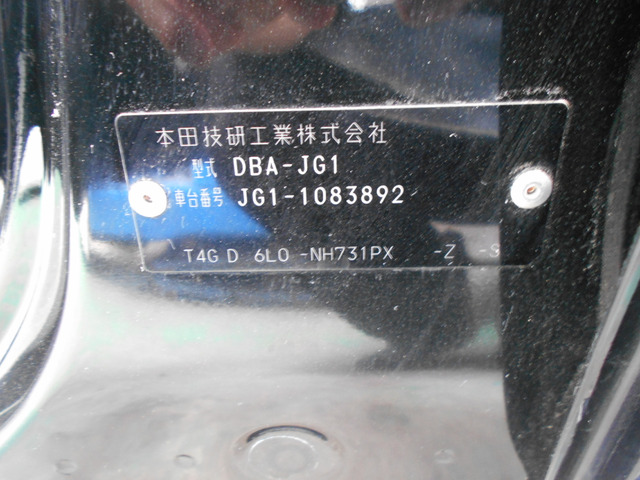 本田技研工業株式会社
型式 DBA-JG1
車台番号 JG1-1083892
T4G D 6L0 -NH731PX -Z -S